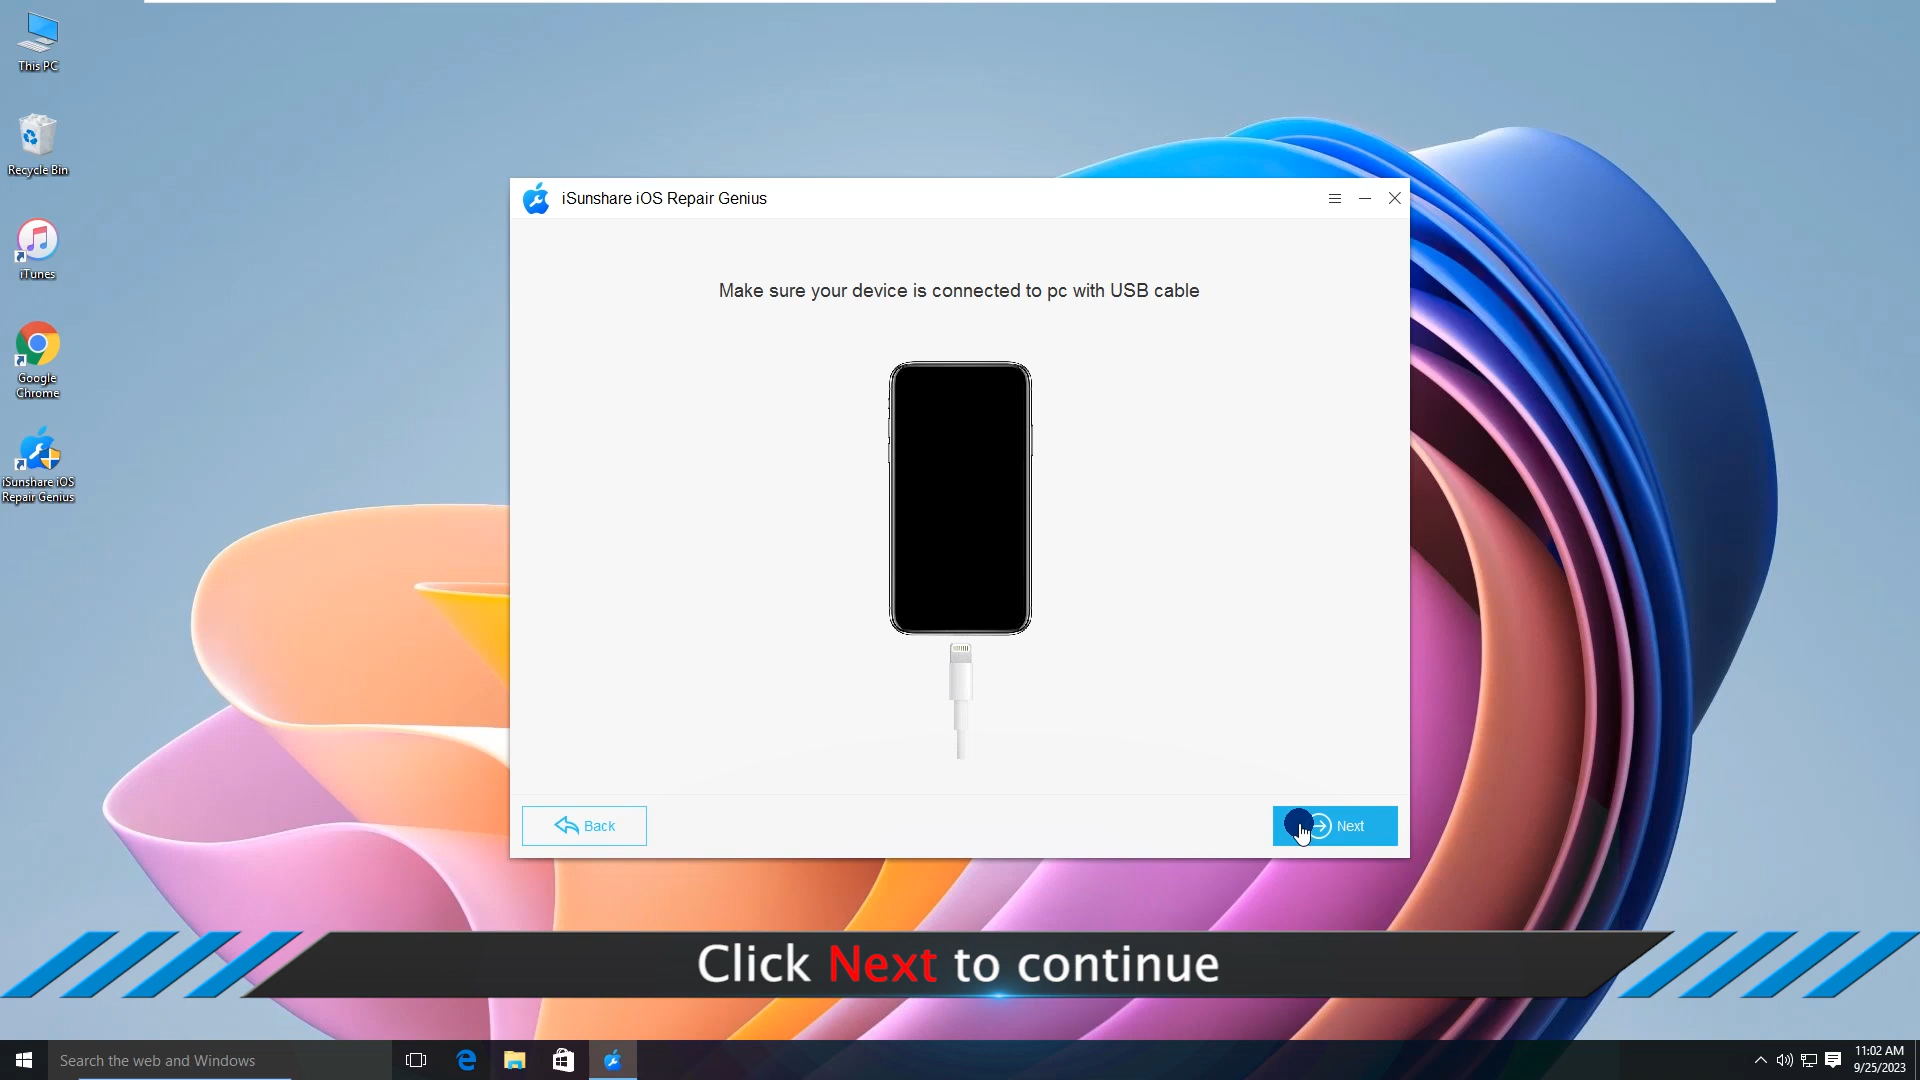 This PC
Recycle Bin
iTunes
Google
Chrome
iSunshare iOS
Repair Genius
iSunshare iOS Repair Genius
Make sure your device is connected to pc with USB cable
Back
Next
Click Next to continue
Search the web and Windows
11:02 AM
9/25/2023